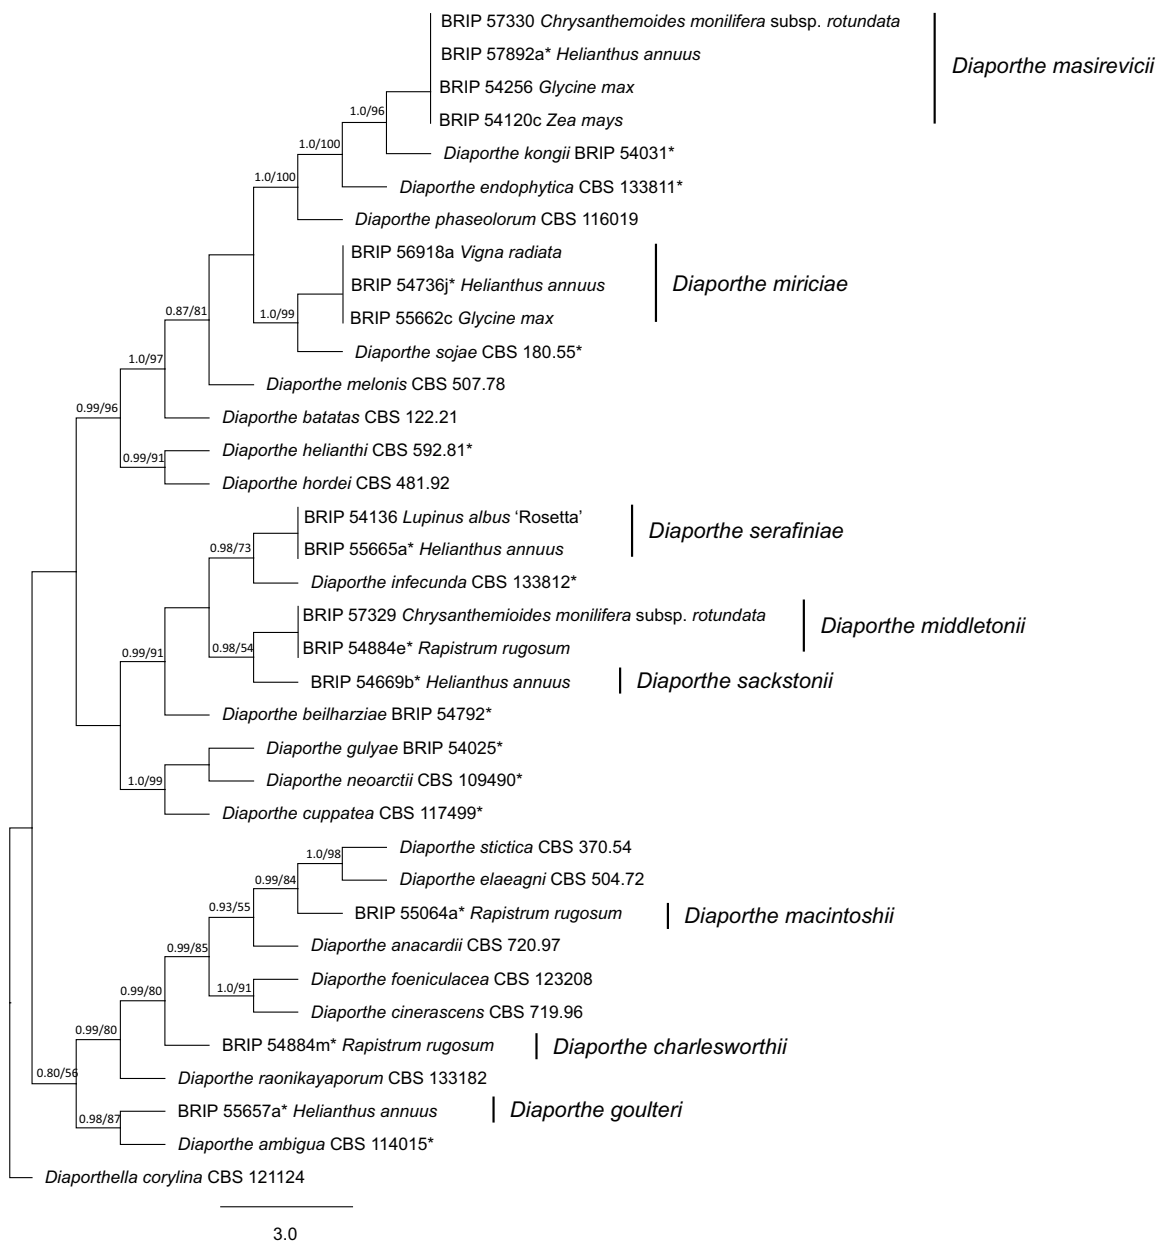 BRIP 57330 Chrysanthemoides monilifera subsp. rotundata
BRIP 57892a* Helianthus annuus
Diaporthe masirevicii
BRIP 54256 Glycine max
1.0/96
BRIP 54120c Zea mays
1.0/100
Diaporthe kongii BRIP 54031*
1.0/100
Diaporthe endophytica CBS 133811*
Diaporthe phaseolorum CBS 116019
BRIP 56918a Vigna radiata
BRIP 54736j* Helianthus annuus
Diaporthe miriciae
0.87/81
1.0/99
BRIP 55662c Glycine max
Diaporthe sojae CBS 180.55*
1.0/97
Diaporthe melonis CBS 507.78
0.99/96
Diaporthe batatas CBS 122.21
Diaporthe helianthi CBS 592.81*
0.99/91
Diaporthe hordei CBS 481.92
BRIP 54136 Lupinus albus ‘Rosetta’
Diaporthe serafiniae
0.98/73
BRIP 55665a* Helianthus annuus
Diaporthe infecunda CBS 133812*
BRIP 57329 Chrysanthemioides monilifera subsp. rotundata
Diaporthe middletonii
0.99/91
0.98/54
BRIP 54884e* Rapistrum rugosum
BRIP 54669b* Helianthus annuus
Diaporthe sackstonii
Diaporthe beilharziae BRIP 54792*
Diaporthe gulyae BRIP 54025*
1.0/99
Diaporthe neoarctii CBS 109490*
Diaporthe cuppatea CBS 117499*
Diaporthe stictica CBS 370.54
1.0/98
Diaporthe elaeagni CBS 504.72
0.99/84
BRIP 55064a* Rapistrum rugosum
Diaporthe macintoshii
0.93/55
Diaporthe anacardii CBS 720.97
0.99/85
Diaporthe foeniculacea CBS 123208
0.99/80
1.0/91
Diaporthe cinerascens CBS 719.96
0.99/80
BRIP 54884m* Rapistrum rugosum
Diaporthe charlesworthii
0.80/56
Diaporthe raonikayaporum CBS 133182
0.98/87
BRIP 55657a* Helianthus annuus
Diaporthe goulteri
Diaporthe ambigua CBS 114015*
Diaporthella corylina CBS 121124
3.0